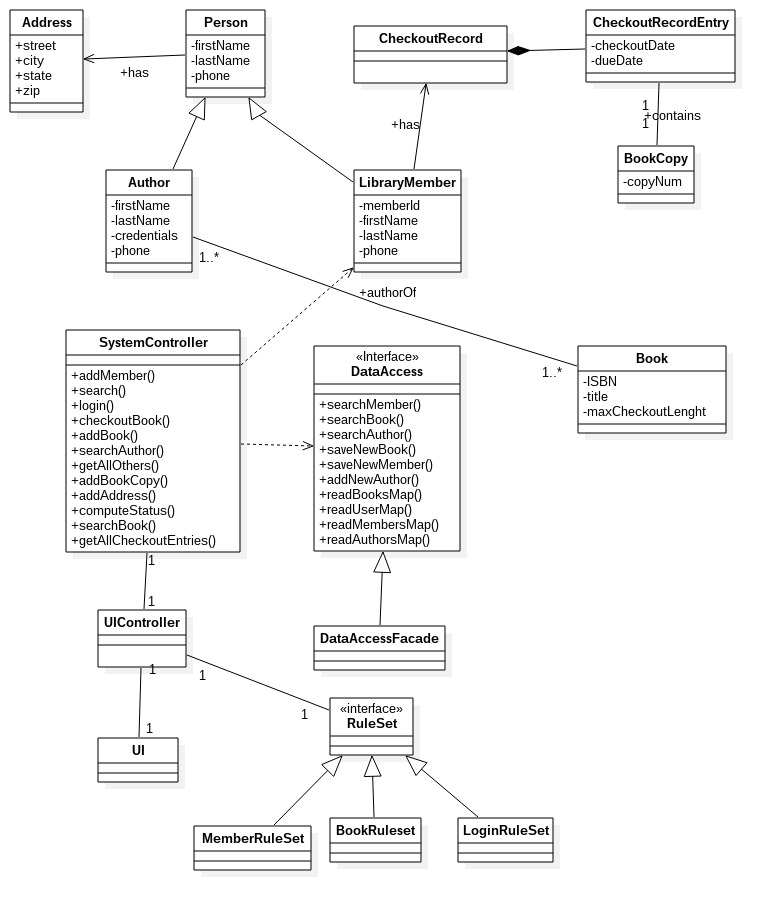 Address
+street
+city
+state
+zip
Person
-firstName
-lastName
-phone
+has
CheckoutRecord
CheckoutRecordEntry
-checkoutDate
-dueDate
1
+contains
1
BookCopy
-copyNum
+has
Author
-firstName
-lastName
-credentials
-phone
LibraryMember
-memberId
-firstName
-lastName
-phone
1..*
+authorOf
1..*
Book
-ISBN
-title
-maxCheckoutLenght
SystemController
+addMember()
+search()
+login()
+checkoutBook()
+addBook()
+searchAuthor()
+getAllOthers()
+addBookCopy()
+addAddress()
+computeStatus()
+searchBook()
+getAllCheckoutEntries()
«Interface»
DataAccess
+searchMember()
+searchBook()
+searchAuthor()
+saveNewBook()
+saveNewMember()
+addNewAuthor()
+readBooksMap()
+readUserMap()
+readMembersMap()
+readAuthorsMap()
1
1
UIController
DataAccessFacade
1
1
1
1
UI
«interface»
RuleSet
MemberRuleSet
BookRuleset
LoginRuleSet